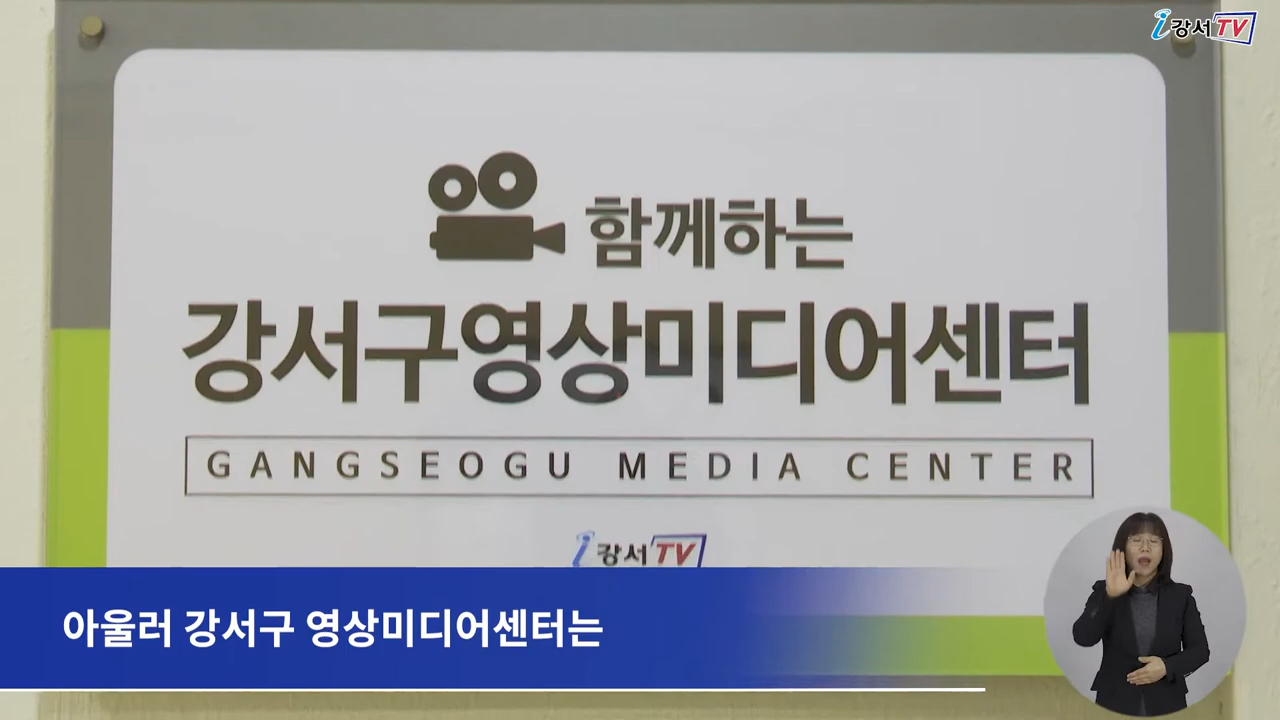 i강서TV
함께하는
강서구영상미디어센터
GANGSEOGU MEDIA CENTER
i강서TV
아울러 강서구 영상미디어센터는